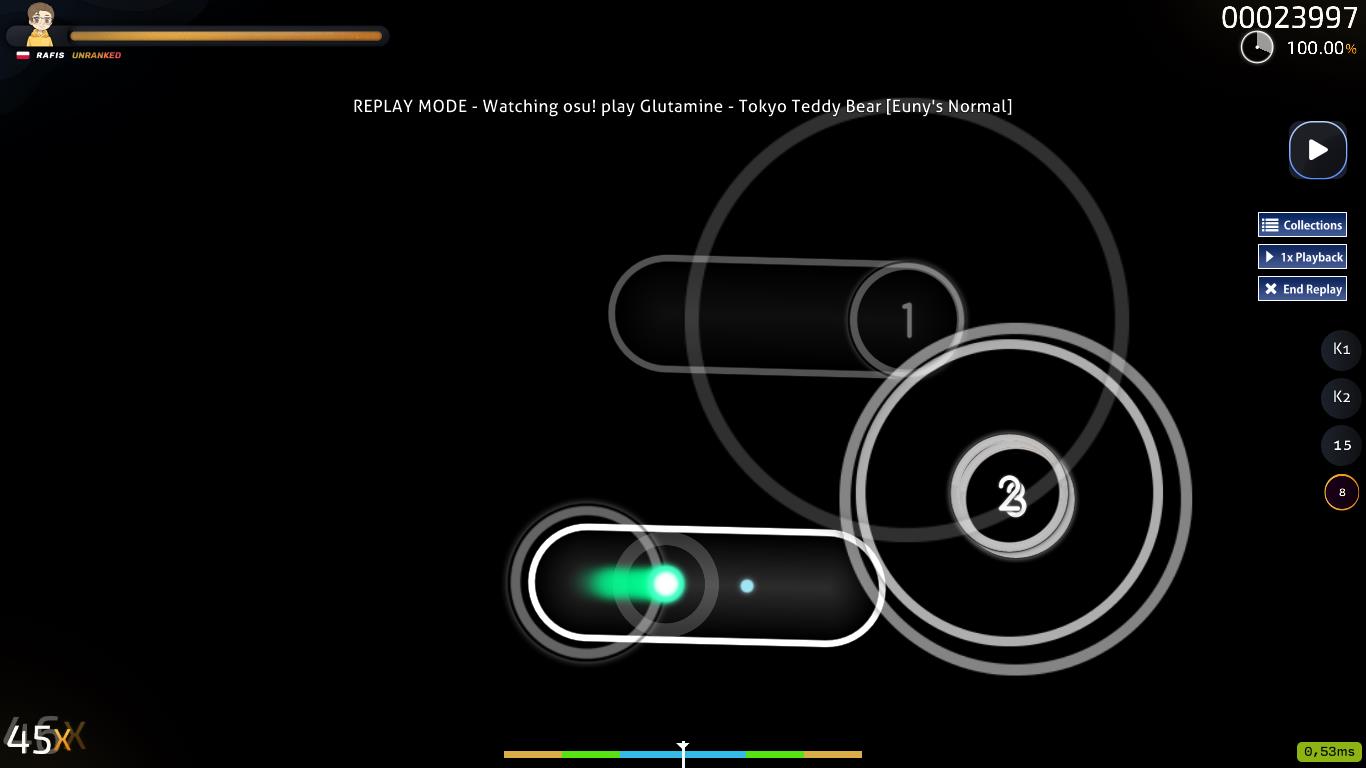 00023997
100.00%
RAFIS UNRANKED
REPLAY MODE - Watching osu! play Glutamine - Tokyo Teddy Bear [Euny's Normal]
Collections
1x Playback
End Replay
1
K1
K2
15
8
2
45x
0,53ms